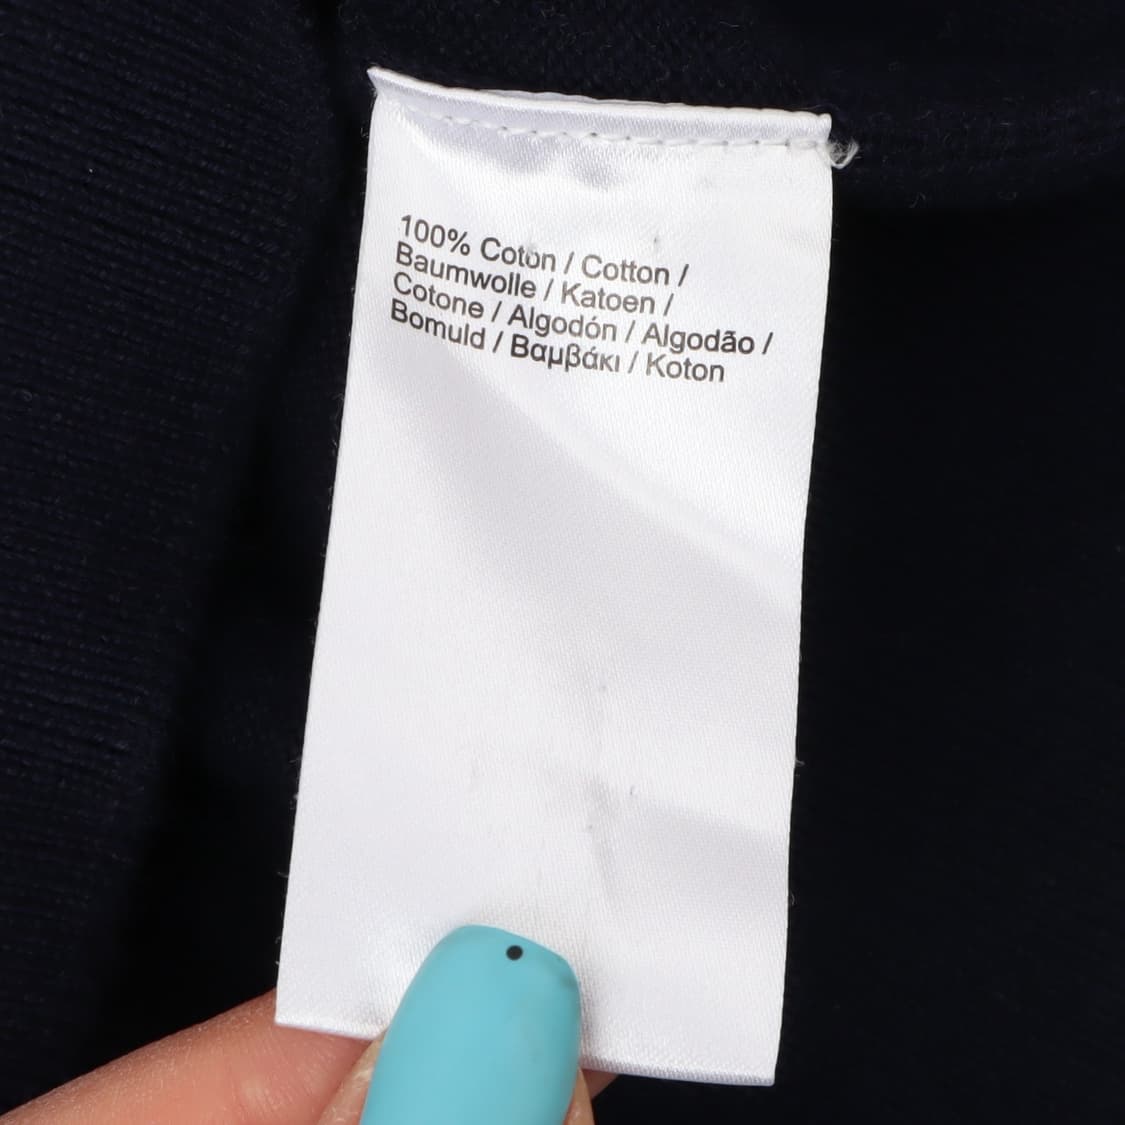 100% Coton / Cotton /
Baumwolle / Katoen /
Cotone / Algodón / Algodão /
Bomuld / Βαμβάκι / Koton